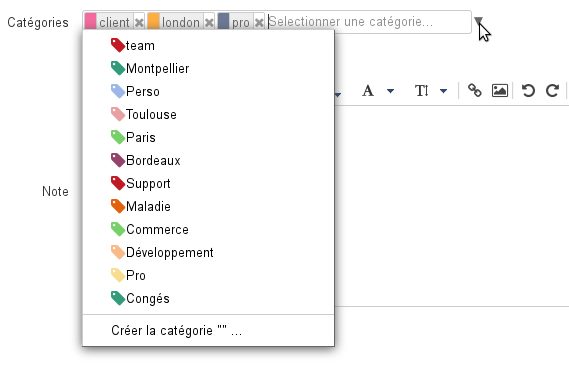 Catégories client london pro Selectionner une catégorie...
team
Montpellier
Perso
Toulouse
Paris
Bordeaux
Support
Maladie
Commerce
Développement
Pro
Congés
Créer la catégorie "" ...
A TI
Note